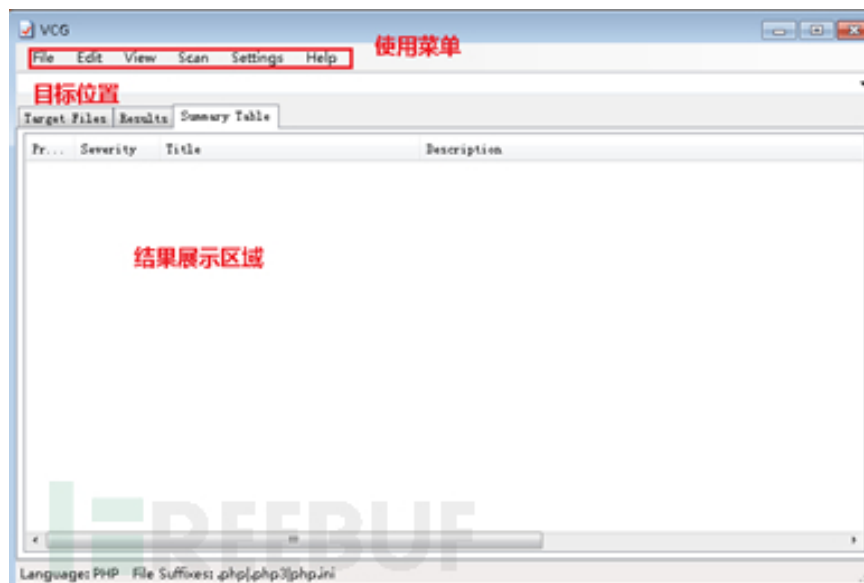 VCG
File Edit View Scan Settings Help
使用菜单
目标位置
Target Files Results Summary Table
Pr... Severity Title Description
结果展示区域
REEBUF
Language: PHP File Suffixes: .php|.php3|php.ini